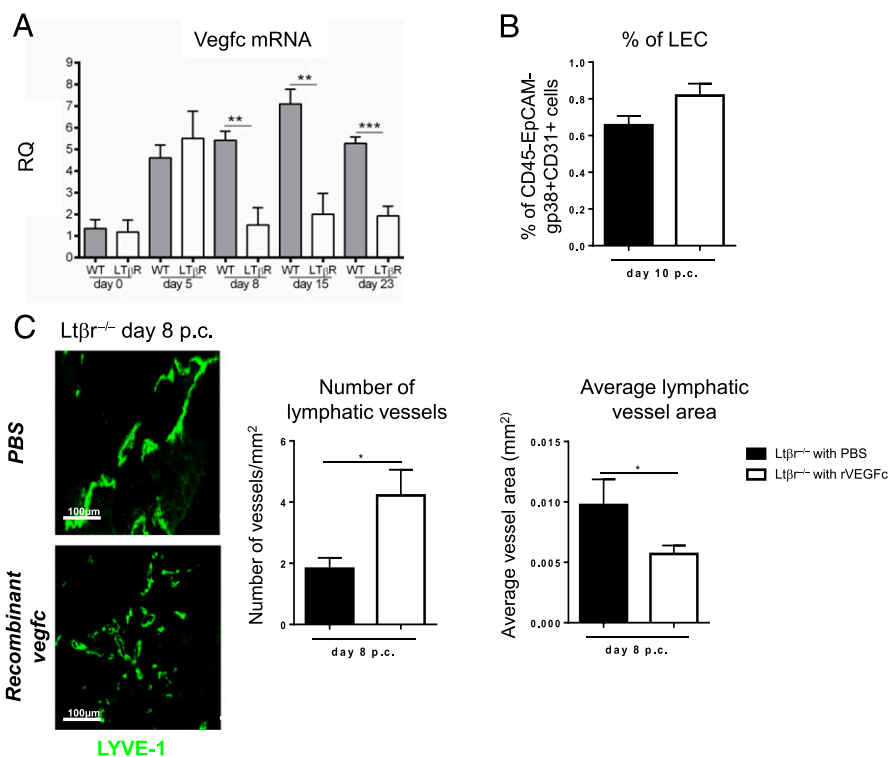 A
Vegfc mRNA
RQ
9
8
7
6
5
4
3
2
1
0
** ** ***
WT LTβR WT LTβR WT LTβR WT LTβR WT LTβR
day 0 day 5 day 8 day 15 day 23
B
% of LEC
% of CD45-EpCAM-
gp38+CD31+ cells
1.0
0.8
0.6
0.4
0.2
0.0
day 10 p.c.
C
Ltβr–/– day 8 p.c.
PBS
100µm
Recombinant
vegfc
100µm
LYVE-1
Number of
lymphatic vessels
Number of vessels/mm2
6
4
2
0
*
day 8 p.c.
Average lymphatic
vessel area
Average vessel area (mm2)
0.015
0.010
0.005
0.000
*
day 8 p.c.
Ltβr–/– with PBS
Ltβr–/– with rVEGFc